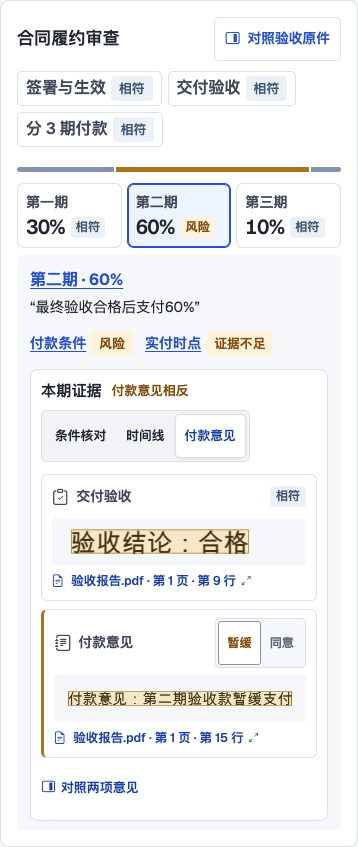 合同履约审查
对照验收原件
签署与生效 相符
交付验收 相符
分 3 期付款 相符
第一期
30% 相符
第二期
60% 风险
第三期
10% 相符
第二期 · 60%
“最终验收合格后支付60%”
付款条件 风险 实付时点 证据不足
本期证据 付款意见相反
条件核对 时间线 付款意见
交付验收 相符
验收结论：合格
验收报告.pdf · 第 1 页 · 第 9 行
付款意见 暂缓 同意
付款意见：第二期验收款暂缓支付
验收报告.pdf · 第 1 页 · 第 15 行
对照两项意见